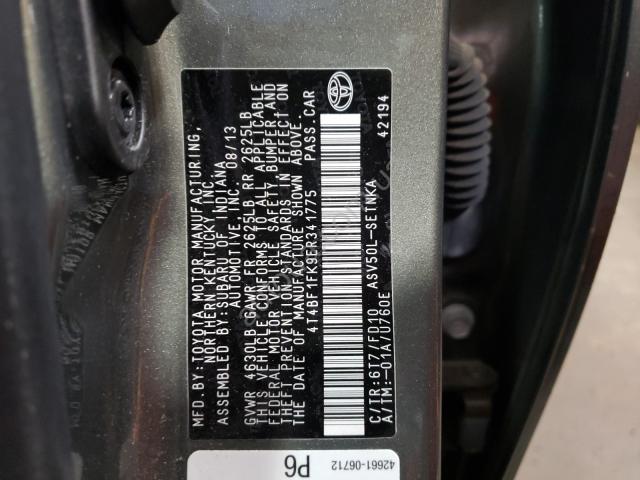 MFD. BY:TOYOTA MOTOR MANUFACTURING,
NORTHERN KENTUCKY, INC.
ASSEMBLED BY:SUBARU OF INDIANA
AUTOMOTIVE, INC. 08/13
GVWR 4630LB GAWR FR 2625LB RR 2625LB
THIS VEHICLE CONFORMS TO ALL APPLICABLE
FEDERAL MOTOR VEHICLE SAFETY, BUMPER, AND
THEFT PREVENTION STANDARDS IN EFFECT ON
THE DATE OF MANUFACTURE SHOWN ABOVE.
4T4BF1FK9ER341775 PASS. CAR
C/TR:6T7/FD10 ASV50L-SETNKA
A/TM:-01A/U760E 42194
P6
42661-06712